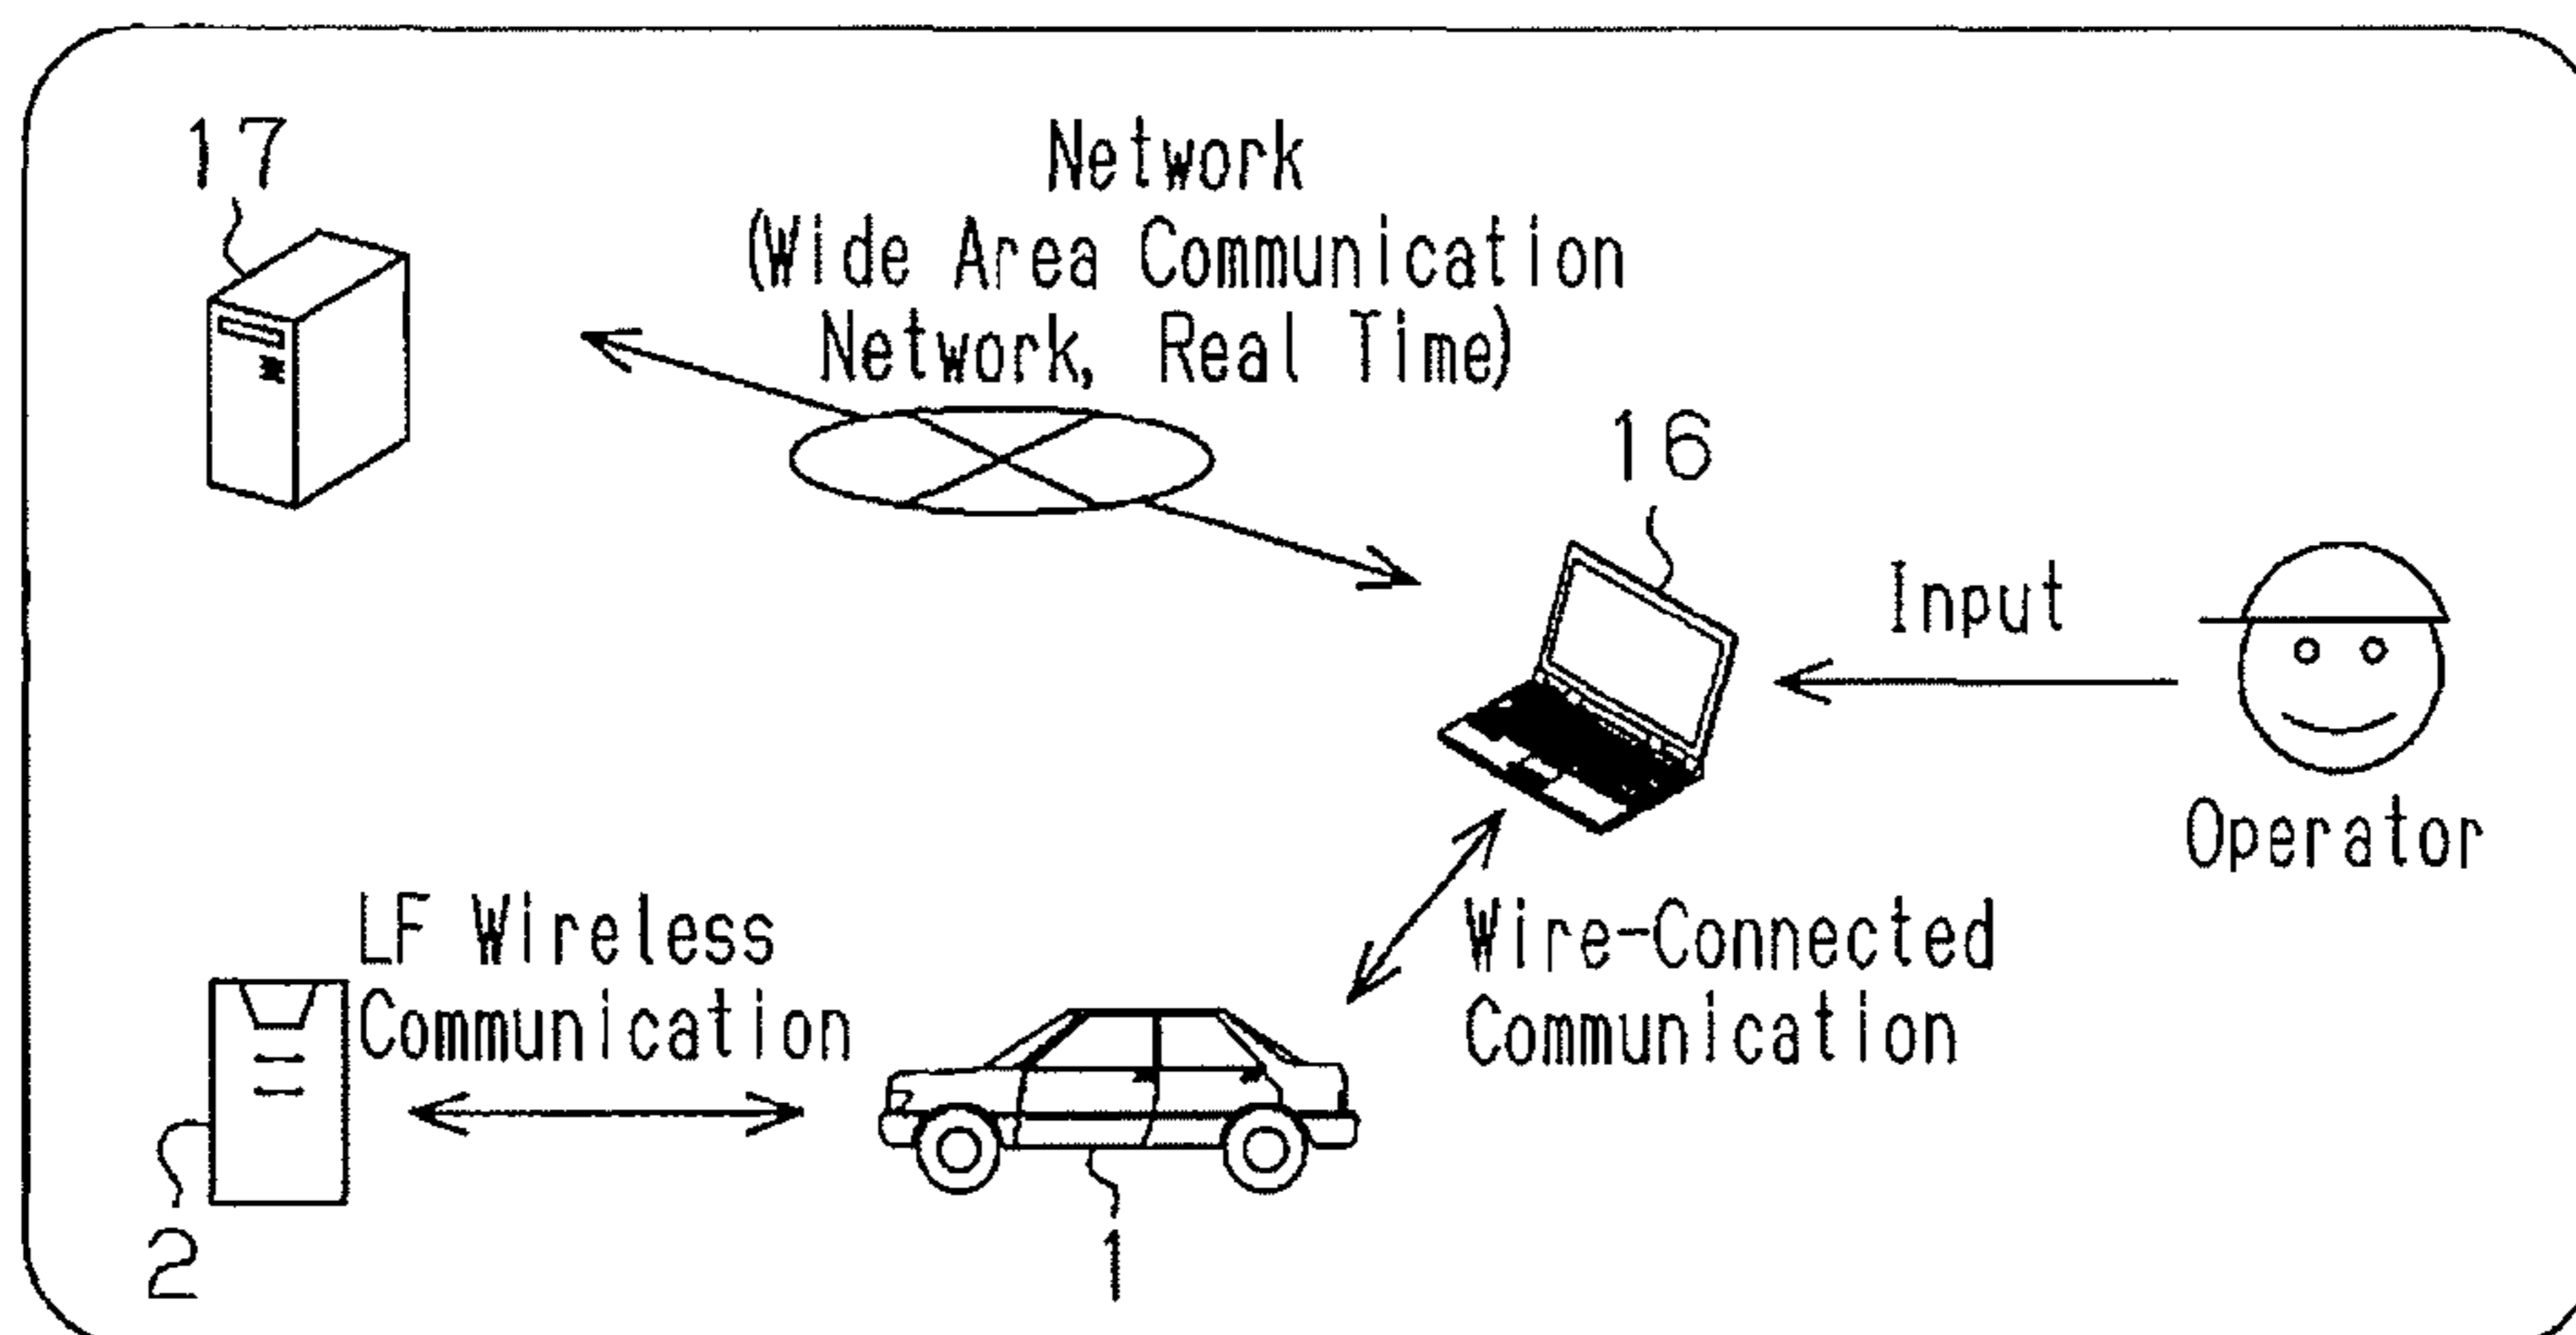 17
Network
(Wide Area Communication
Network, Real Time)
16
Input
Operator
LF Wireless
Communication
Wire-Connected
Communication
2
1